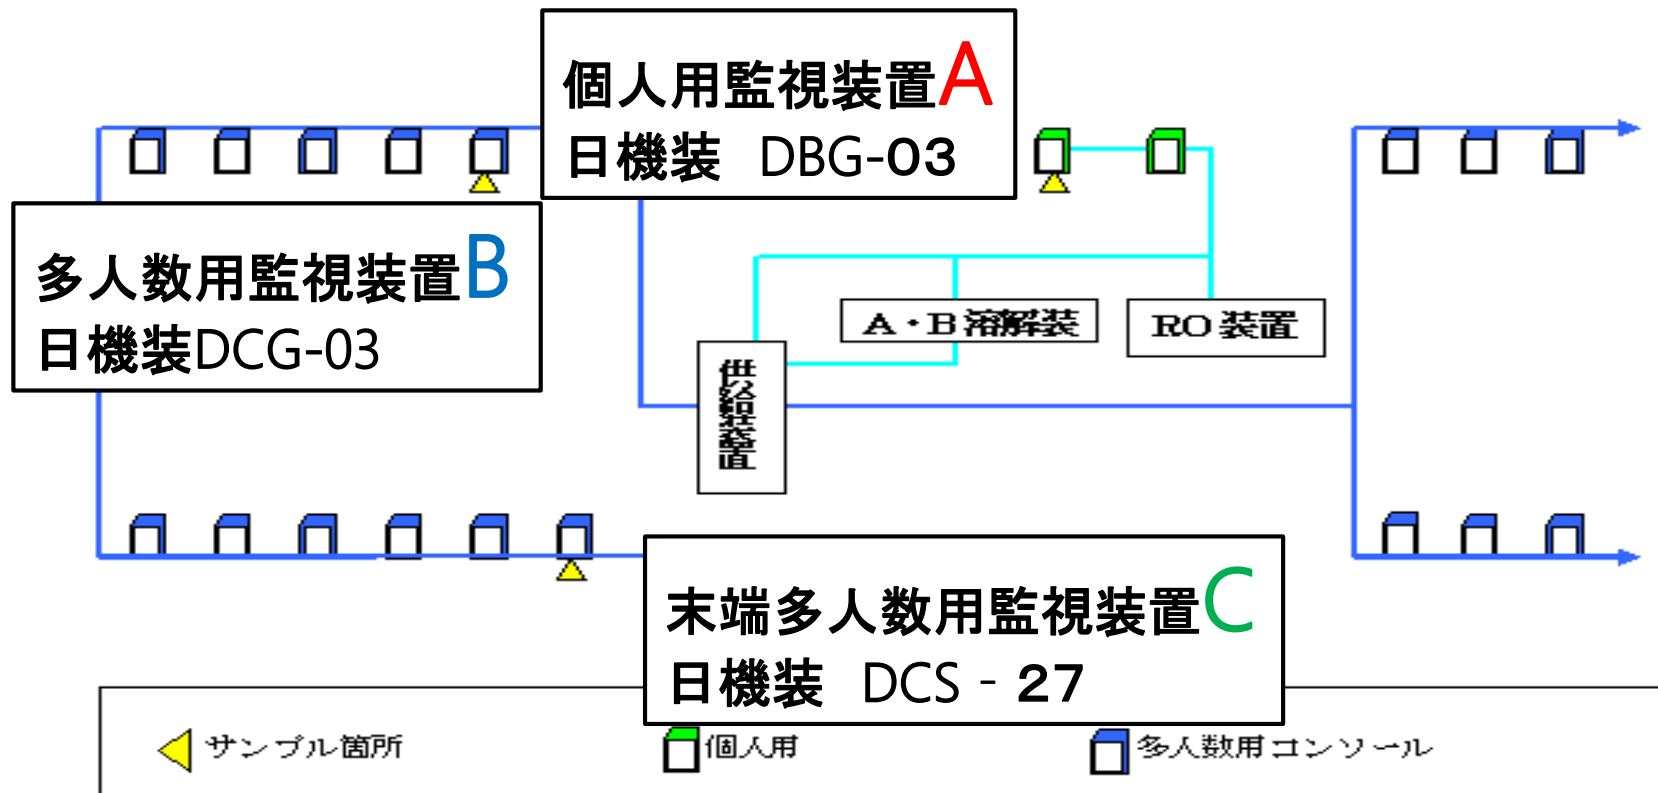 個人用監視装置A
日機装　DBG-03
多人数用監視装置B
日機装DCG-03
A・B溶解装
RO装置
供給装置
末端多人数用監視装置C
日機装　DCS - 27
サンプル箇所
個人用
多人数用コンソール